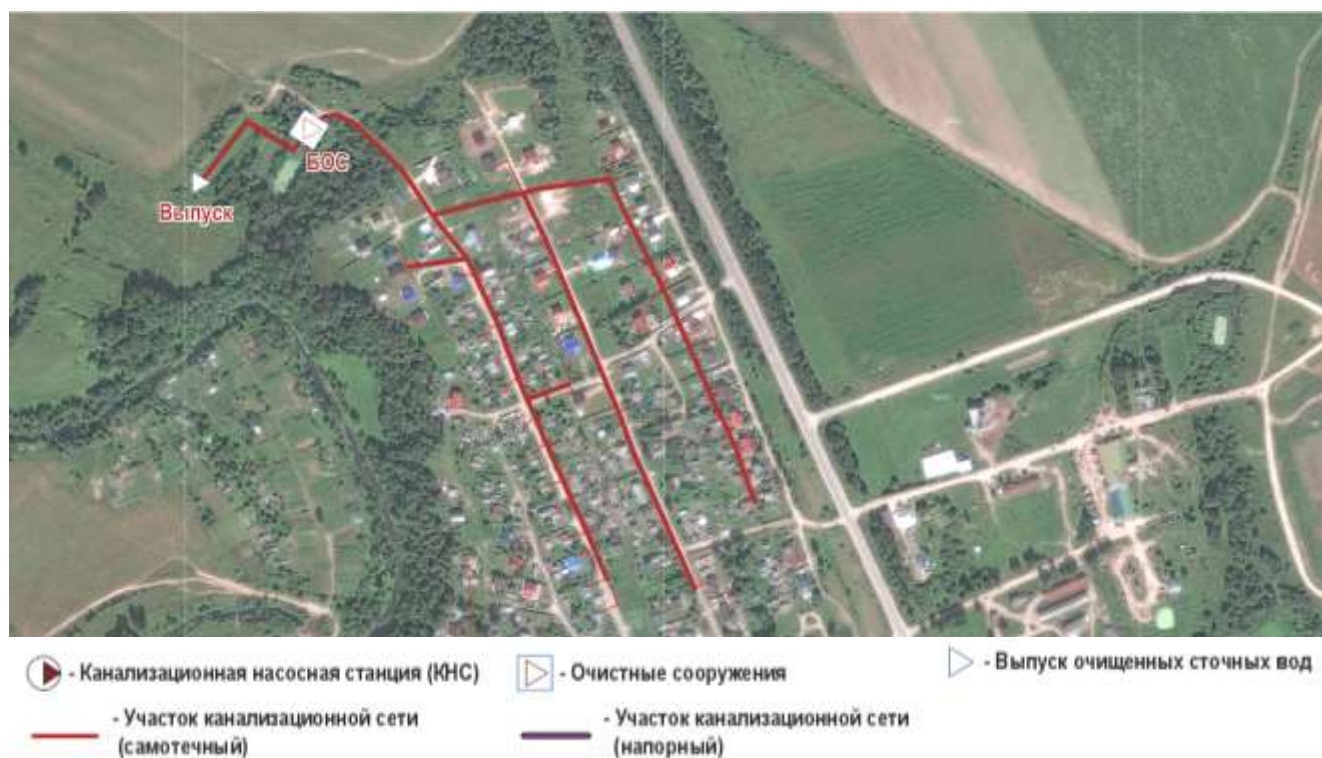 БОС
Выпуск
- Канализационная насосная станция (КНС)
- Очистные сооружения
- Выпуск очищенных сточных вод
- Участок канализационной сети
(самотечный)
- Участок канализационной сети
(напорный)